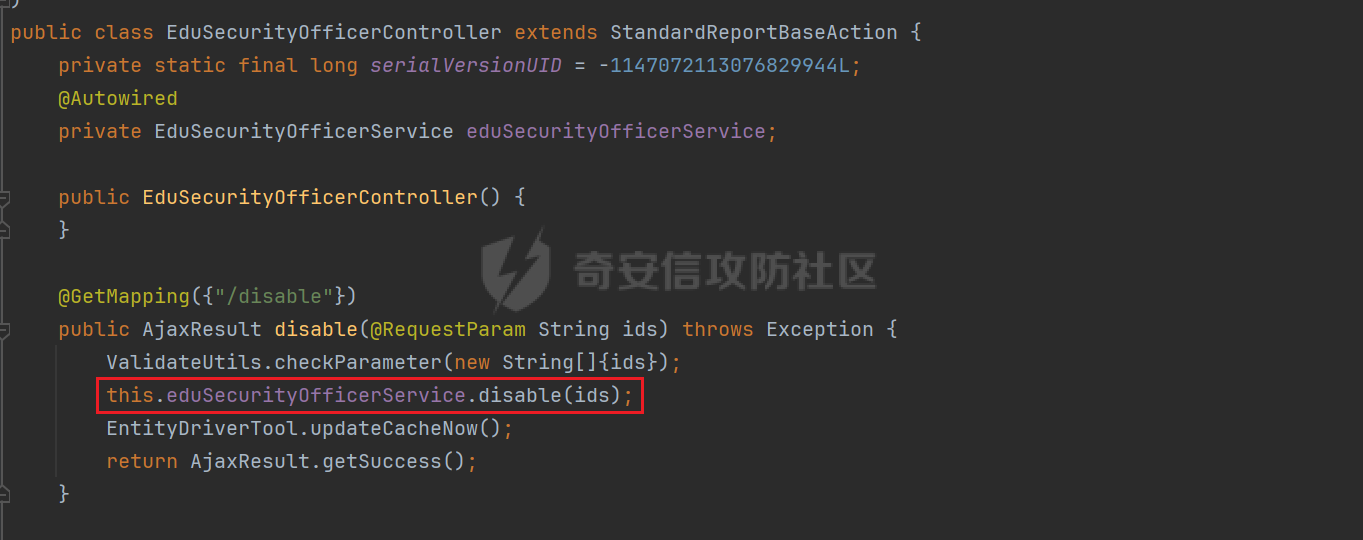 public class EduSecurityOfficerController extends StandardReportBaseAction {
private static final long serialVersionUID = -1147072113076829944L;
@Autowired
private EduSecurityOfficerService eduSecurityOfficerService;
public EduSecurityOfficerController() {
}
奇安信攻防社区
@GetMapping({"/disable"})
public AjaxResult disable(@RequestParam String ids) throws Exception {
ValidateUtils.checkParameter(new String[]{ids});
this.eduSecurityOfficerService.disable(ids);
EntityDriverTool.updateCacheNow();
return AjaxResult.getSuccess();
}